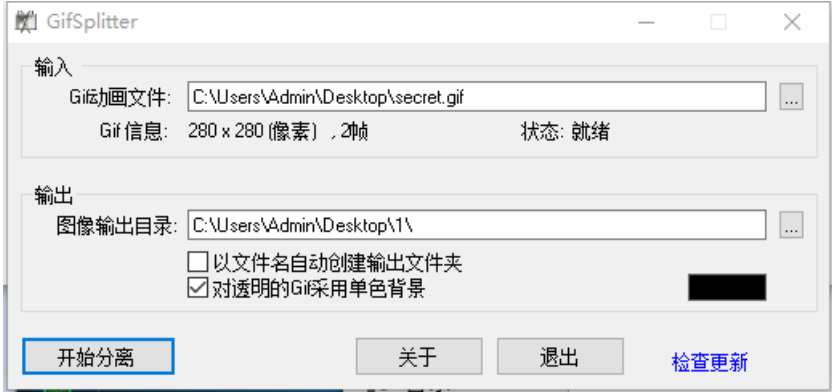 GifSplitter
输入
Gif动画文件: C:\Users\Admin\Desktop\secret.gif ...
Gif 信息: 280 x 280 (像素) , 2帧 状态: 就绪
输出
图像输出目录: C:\Users\Admin\Desktop\1\ ...
以文件名自动创建输出文件夹
对透明的Gif采用单色背景
开始分离 关于 退出 检查更新